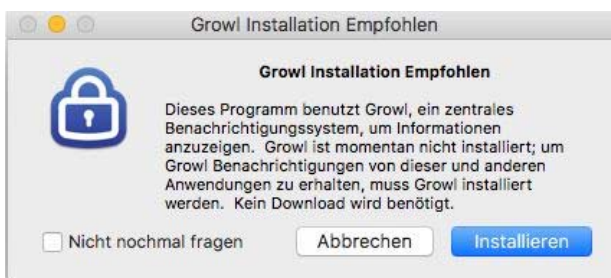 Growl Installation Empfohlen
Growl Installation Empfohlen
Dieses Programm benutzt Growl, ein zentrales
Benachrichtigungssystem, um Informationen
anzuzeigen. Growl ist momentan nicht installiert; um
Growl Benachrichtigungen von dieser und anderen
Anwendungen zu erhalten, muss Growl installiert
werden. Kein Download wird benötigt.
Nicht nochmal fragen Abbrechen Installieren